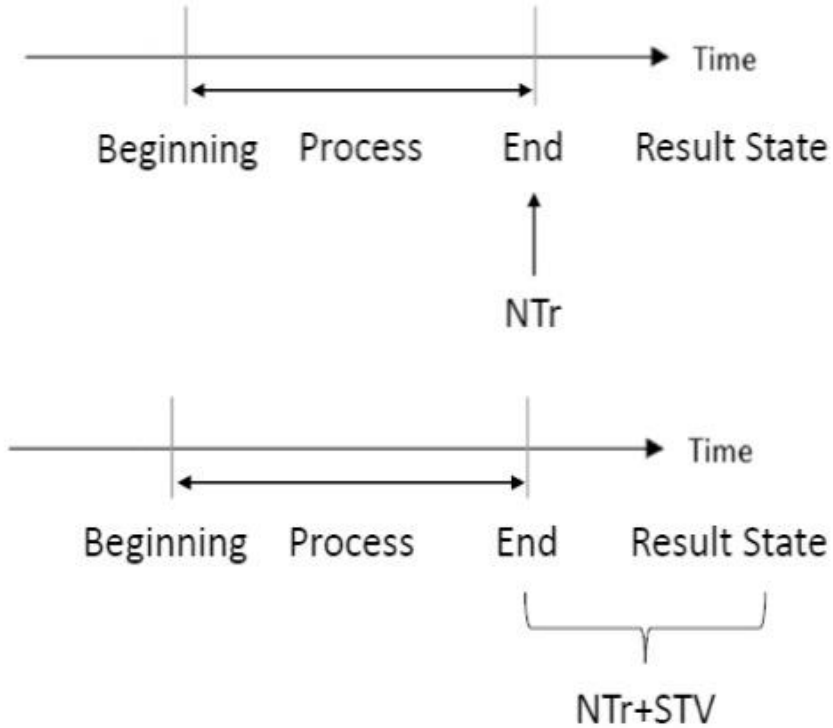 Time
Beginning Process End Result State
NTr
Time
Beginning Process End Result State
NTr+STV